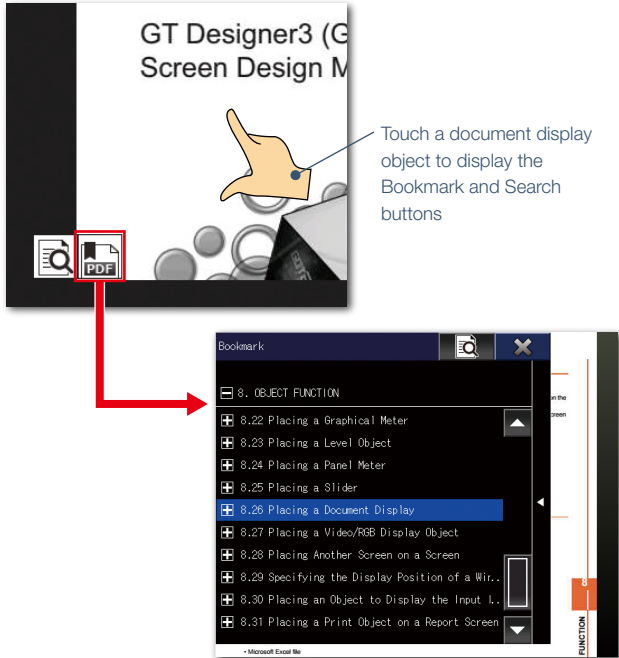 GT Designer3 (G
Screen Design M
Touch a document display
object to display the
Bookmark and Search
buttons
PDF
Bookmark
8. OBJECT FUNCTION
8.22 Placing a Graphical Meter
8.23 Placing a Level Object
8.24 Placing a Panel Meter
8.25 Placing a Slider
8.26 Placing a Document Display
8.27 Placing a Video/RGB Display Object
8.28 Placing Another Screen on a Screen
8.29 Specifying the Display Position of a Wir..
8.30 Placing an Object to Display the Input I..
8.31 Placing a Print Object on a Report Screen
on the
creen
8
FUNCTION
• Microsoft Excel file